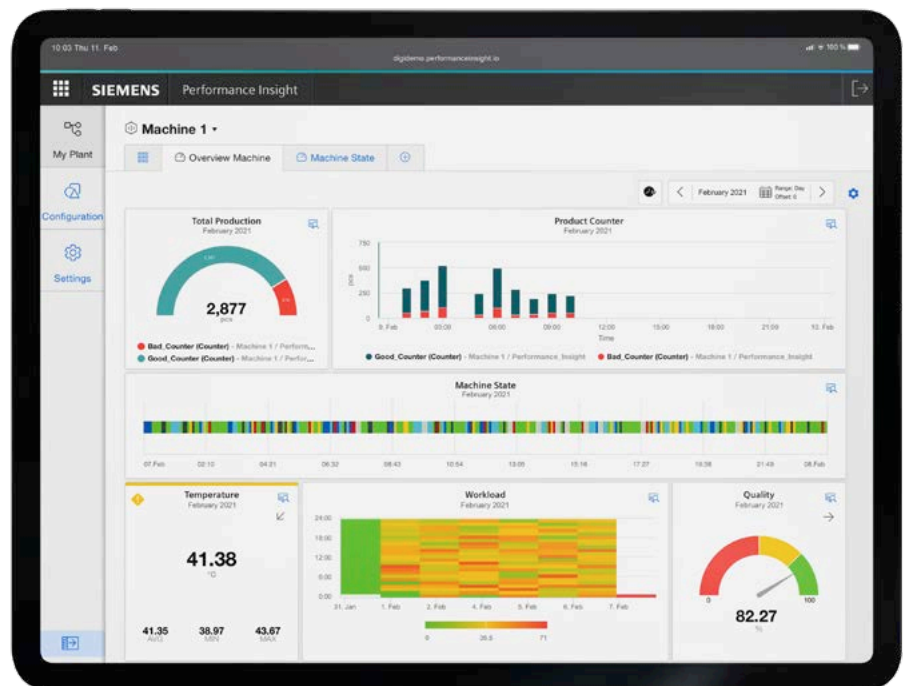 10:03 Thu 11. Feb
100 %
digidemo.performanceinsight.io
SIEMENS Performance Insight
My Plant
Configuration
Settings
Machine 1
Overview Machine
Machine State
February 2021
Range: Day
Offset: 0
Total Production
February 2021
2,877
pcs
Bad_Counter (Counter) - Machine 1 / Perform...
Good_Counter (Counter) - Machine 1 / Perfor...
Product Counter
February 2021
pcs
750
500
250
0
9. Feb 03:00 06:00 09:00 12:00 15:00 18:00 21:00 10. Feb
Time
Good_Counter (Counter) - Machine 1 / Performance_Insight
Bad_Counter (Counter) - Machine 1 / Performance_Insight
Machine State
February 2021
07.Feb 02:10 04:21 06:32 08:43 10:54 13:05 15:16 17:27 19:38 21:49 08.Feb
Temperature
February 2021
41.38
°C
41.35 38.97 43.67
AVG MIN MAX
Workload
February 2021
24:00
18:00
12:00
6:00
0:00
31. Jan 1. Feb 2. Feb 4. Feb 5. Feb 6. Feb 7. Feb
0 35.5 71
Quality
February 2021
0 100
82.27
%